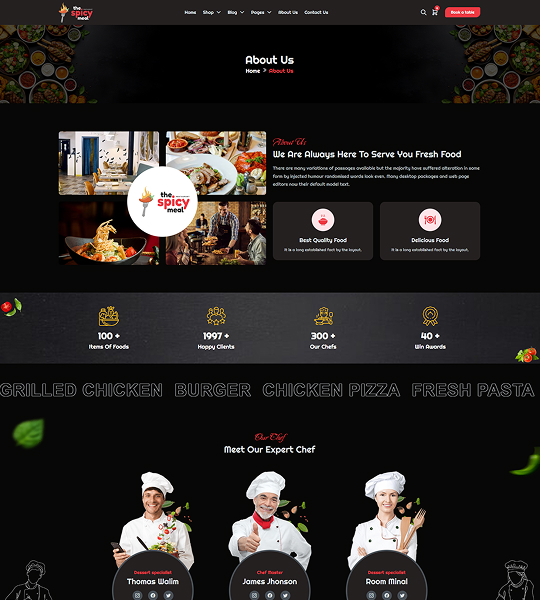 the
spicy
meal
Home Shop Blog Pages About Us Contact Us
Book a table
About Us
Home > About Us
About Us
We Are Always Here To Serve You Fresh Food
There are many variations of passages available but the majority have suffered alteration in some
form by injected humour randomised words look even. Many desktop packages and web page
editors now their default model text.
the
spicy
meal
Best Quality Food
It is a long established fact by the layout.
Delicious Food
It is a long established fact by the layout.
100 + 1997 + 300 + 40 +
Items Of Foods Happy Clients Our Chefs Win Awards
GRILLED CHICKEN BURGER CHICKEN PIZZA FRESH PASTA
Our Chef
Meet Our Expert Chef
Dessert specialist Chef Master Dessert specialist
Thomas Walim James Jhonson Room Minal